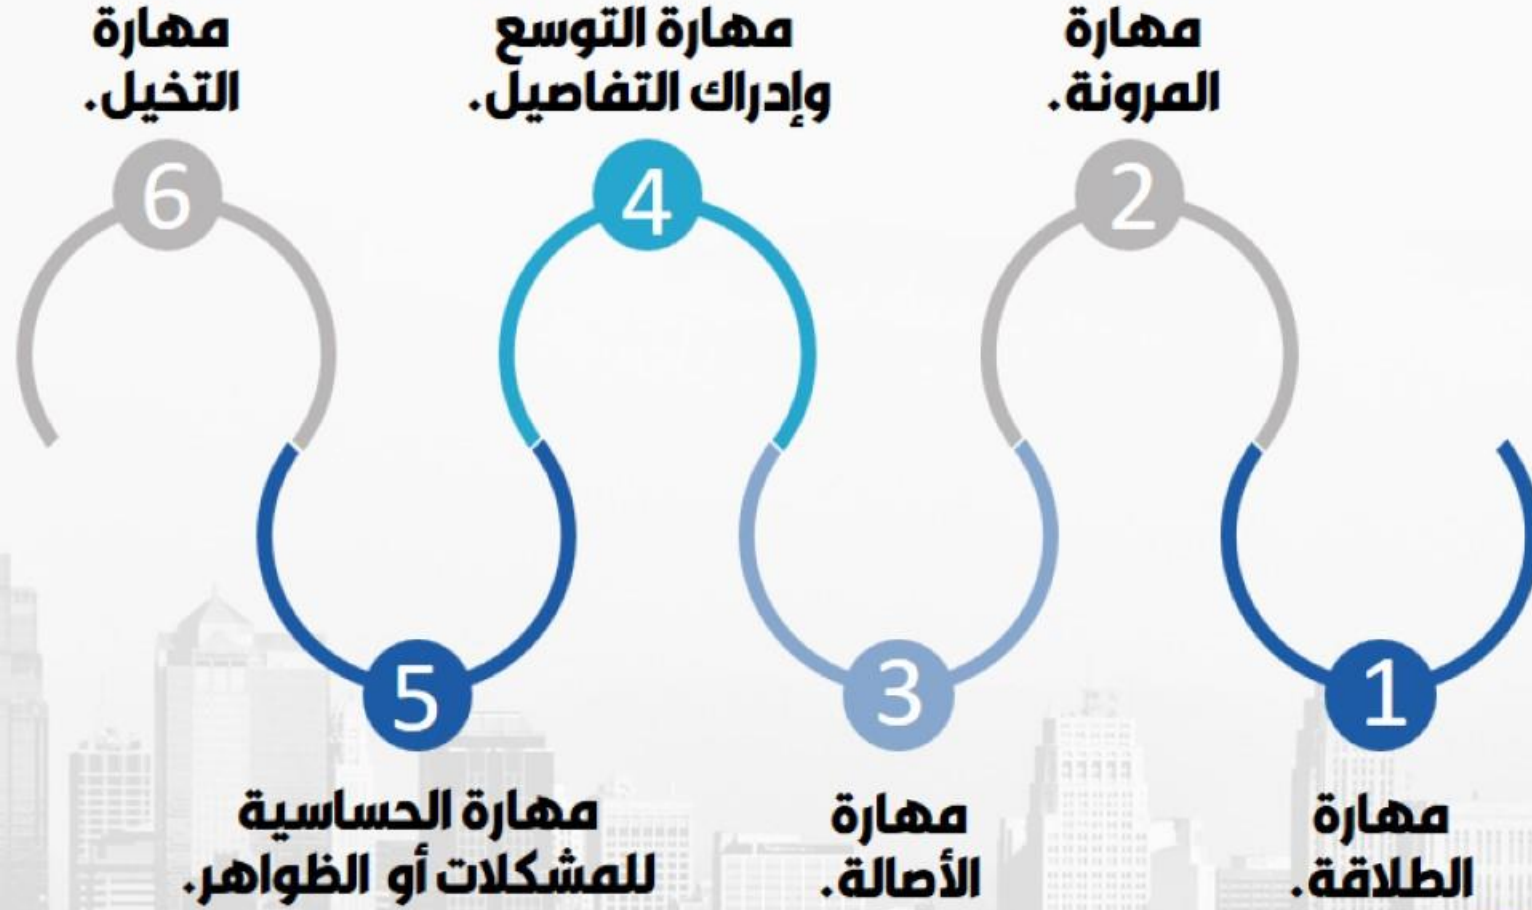 1
مهارة
الطلاقة.
2
مهارة
المرونة.
3
مهارة
الأصالة.
4
مهارة التوسع
وإدراك التفاصيل.
5
مهارة الحساسية
للمشكلات أو الظواهر.
6
مهارة
التخيل.